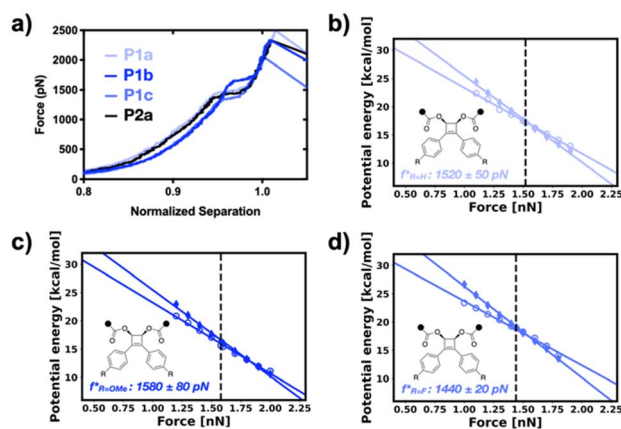 a)
2500
2000
1500
1000
500
0
Force (pN)
P1a
P1b
P1c
P2a
0.8
0.9
1.0
Normalized Separation
b)
Potential energy [kcal/mol]
30
25
20
15
10
O O
O O
R R
f*R=H : 1520 ± 50 pN
0.50 0.75 1.00 1.25 1.50 1.75 2.00 2.25
Force [nN]
c)
Potential energy [kcal/mol]
30
25
20
15
10
O O
O O
R R
f*R=OMe : 1580 ± 80 pN
0.50 0.75 1.00 1.25 1.50 1.75 2.00 2.25
Force [nN]
d)
Potential energy [kcal/mol]
30
25
20
15
10
O O
O O
R R
f*R=F : 1440 ± 20 pN
0.50 0.75 1.00 1.25 1.50 1.75 2.00 2.25
Force [nN]